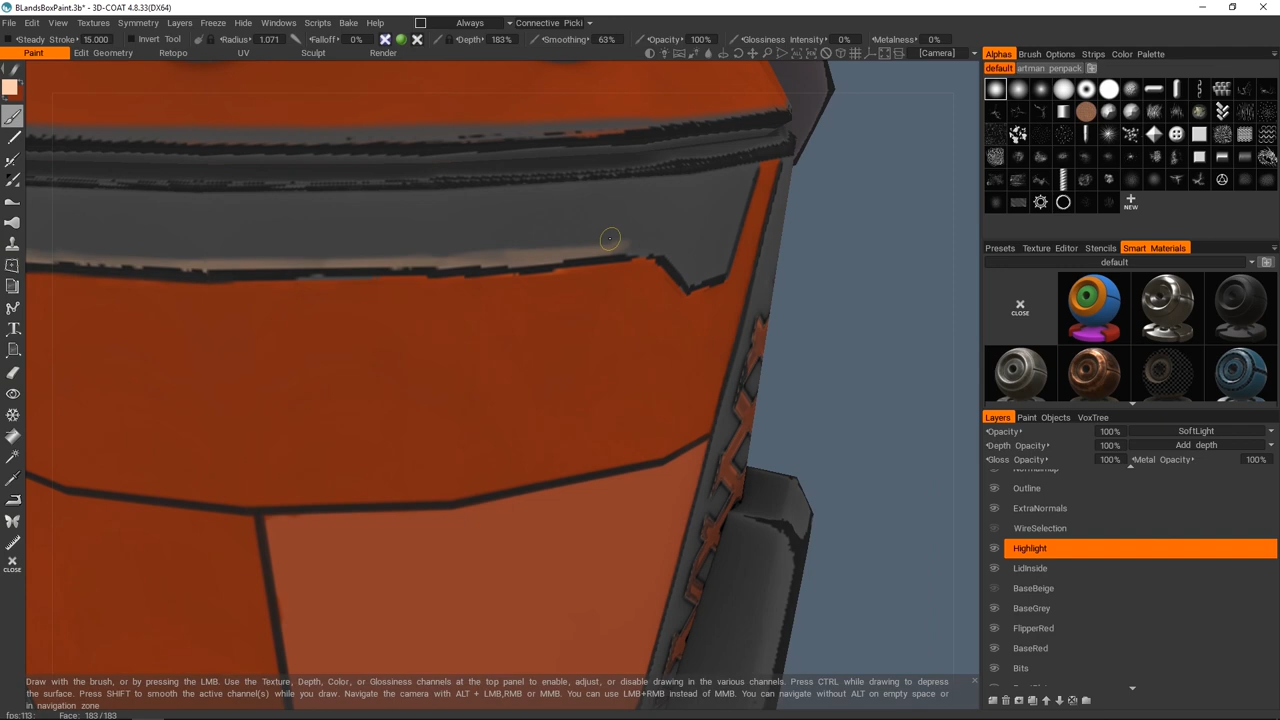 BLandsBoxPaint.3b* - 3D-COAT 4.8.33(DX64)
File Edit View Textures Symmetry Layers Freeze Hide Windows Scripts Bake Help Always Connective Picki
Steady Stroke 15.000 Invert Tool Radius 1.071 Falloff 0% Depth 183% Smoothing 63% Opacity 100% Glossiness Intensity 0% Metalness 0%
Paint Edit Geometry Retopo UV Sculpt Render [Camera]
Alphas Brush Options Strips Color Palette
default artman penpack
NEW
Presets Texture Editor Stencils Smart Materials
default
CLOSE
Layers Paint Objects VoxTree
Opacity 100% SoftLight
Depth Opacity 100% Add depth
Gloss Opacity 100% Metal Opacity 100%
Normalmap
Outline
ExtraNormals
WireSelection
Highlight
LidInside
BaseBeige
BaseGrey
FlipperRed
BaseRed
Bits
CLOSE
Draw with the brush, or by pressing the LMB. Use the Texture, Depth, Color, or Glossiness channels at the top panel to enable, adjust, or disable drawing in the various channels. Press CTRL while drawing to depress
the surface. Press SHIFT to smooth the active channel(s) while you draw. Navigate the camera with ALT + LMB,RMB or MMB. You can use LMB+RMB instead of MMB. You can navigate without ALT on empty space or
in navigation zone
fps:113; Face: 183/183